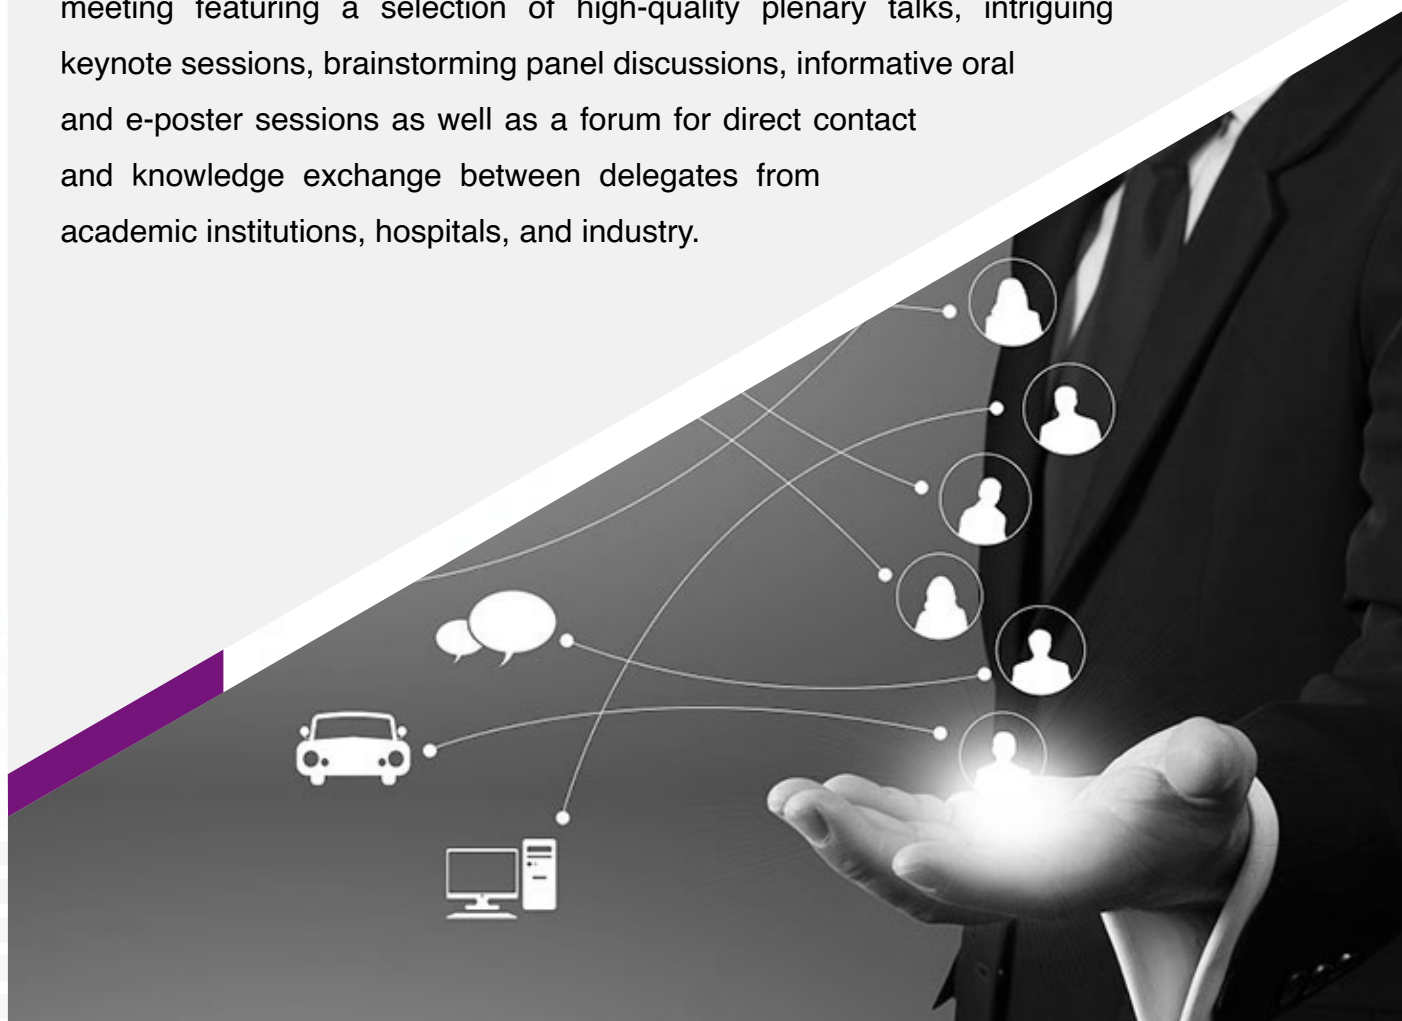 meeting featuring a selection of high-quality plenary talks, intriguing
keynote sessions, brainstorming panel discussions, informative oral
and e-poster sessions as well as a forum for direct contact
and knowledge exchange between delegates from
academic institutions, hospitals, and industry.